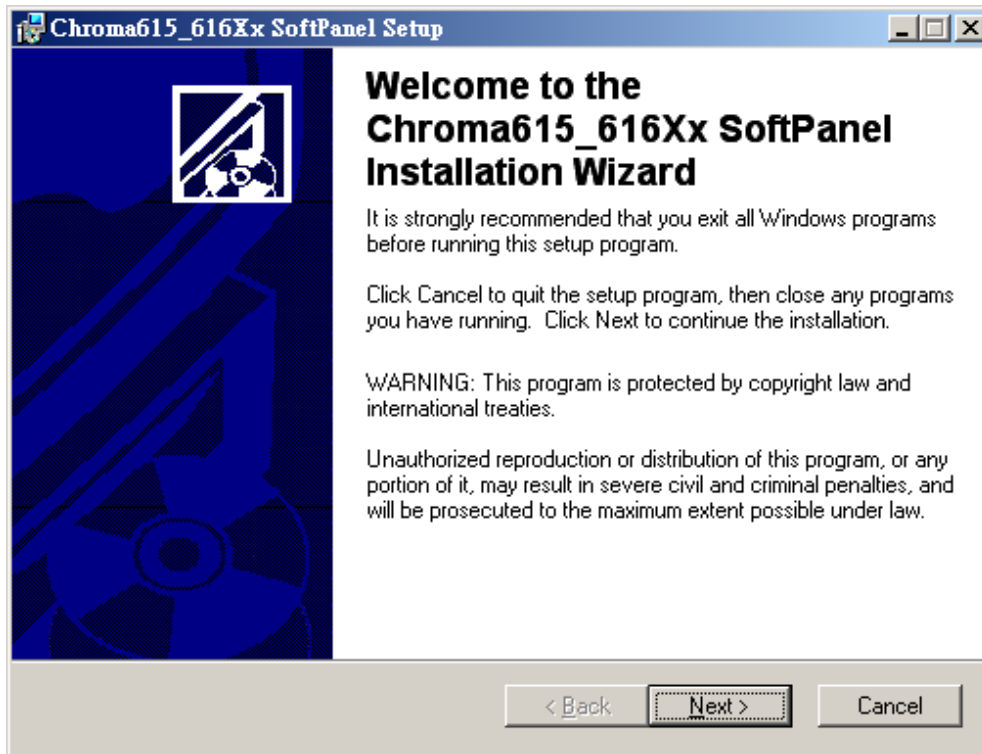 Chroma615_616Xx SoftPanel Setup
Welcome to the
Chroma615_616Xx SoftPanel
Installation Wizard
It is strongly recommended that you exit all Windows programs
before running this setup program.
Click Cancel to quit the setup program, then close any programs
you have running.  Click Next to continue the installation.
WARNING: This program is protected by copyright law and
international treaties.
Unauthorized reproduction or distribution of this program, or any
portion of it, may result in severe civil and criminal penalties, and
will be prosecuted to the maximum extent possible under law.
< Back Next > Cancel